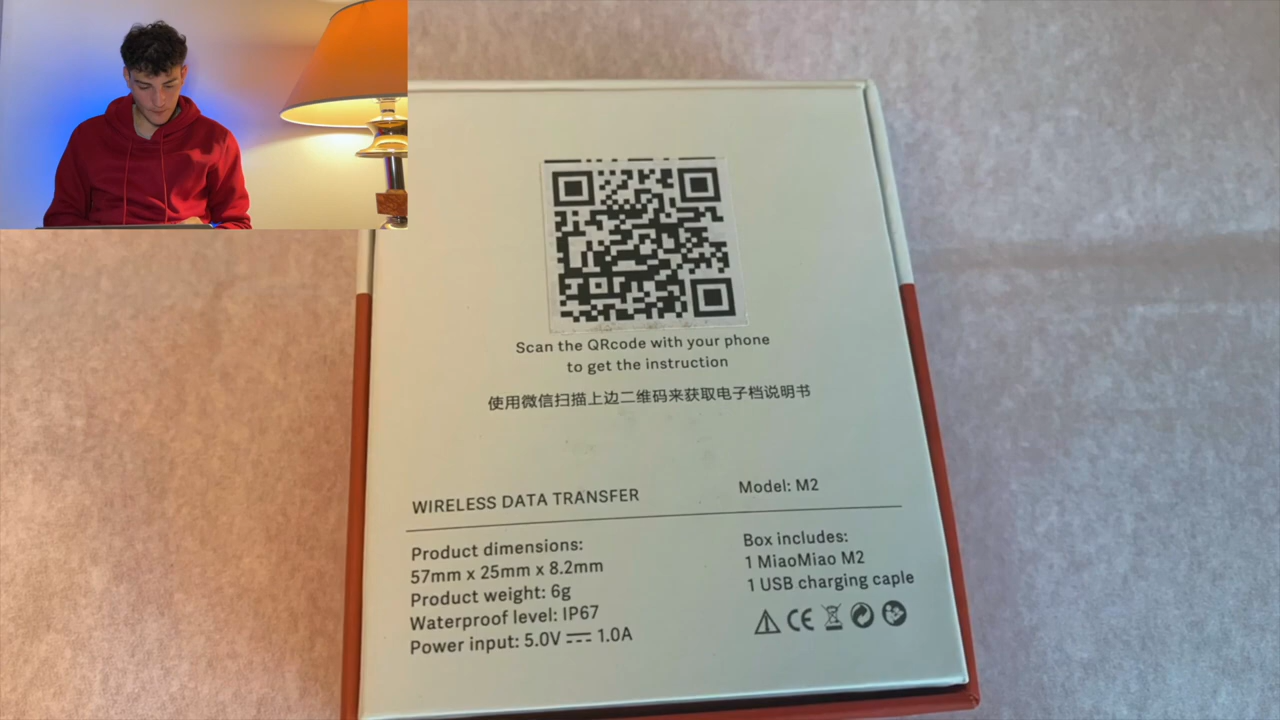 Scan the QRcode with your phone
to get the instruction
使用微信扫描上边二维码来获取电子档说明书
WIRELESS DATA TRANSFER
Model: M2
Product dimensions:
57mm x 25mm x 8.2mm
Product weight: 6g
Waterproof level: IP67
Power input: 5.0V ⎓ 1.0A
Box includes:
1 MiaoMiao M2
1 USB charging caple
CE